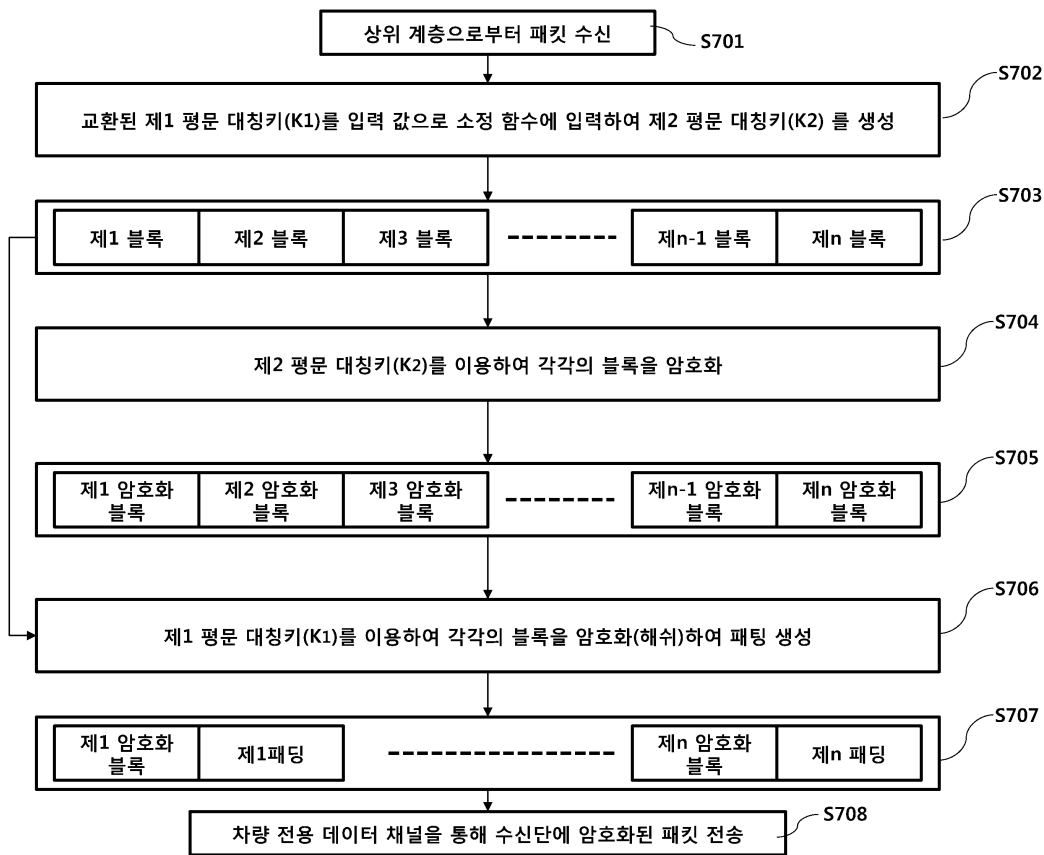 상위 계층으로부터 패킷 수신
S701
S702
교환된 제1 평문 대칭키(K1)를 입력 값으로 소정 함수에 입력하여 제2 평문 대칭키(K2) 를 생성
S703
제1 블록
제2 블록
제3 블록
제n-1 블록
제n 블록
S704
제2 평문 대칭키(K2)를 이용하여 각각의 블록을 암호화
S705
제1 암호화
블록
제2 암호화
블록
제3 암호화
블록
제n-1 암호화
블록
제n 암호화
블록
S706
제1 평문 대칭키(K1)를 이용하여 각각의 블록을 암호화(해쉬)하여 패팅 생성
S707
제1 암호화
블록
제1패딩
제n 암호화
블록
제n 패딩
S708
차량 전용 데이터 채널을 통해 수신단에 암호화된 패킷 전송